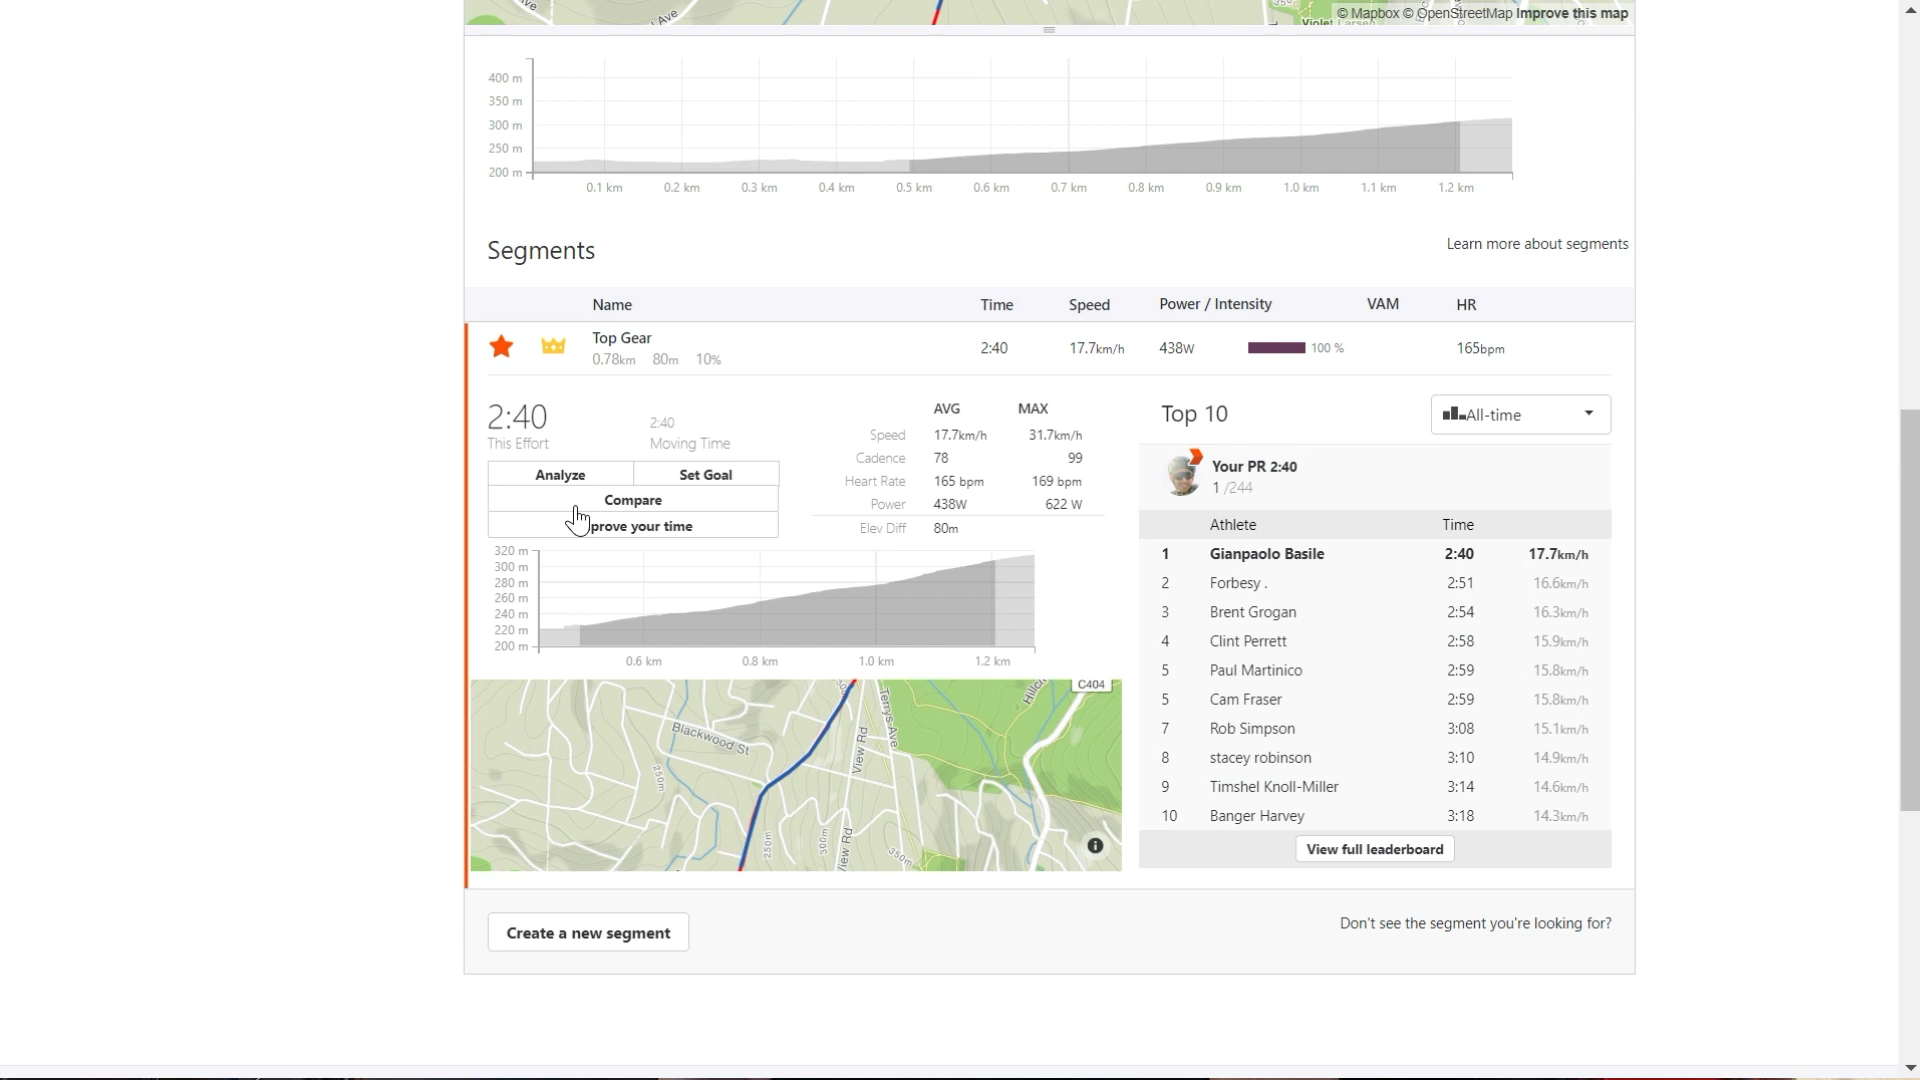 Ave
© Mapbox © OpenStreetMap Improve this map
400 m
350 m
300 m
250 m
200 m
0.1 km 0.2 km 0.3 km 0.4 km 0.5 km 0.6 km 0.7 km 0.8 km 0.9 km 1.0 km 1.1 km 1.2 km
Segments
Learn more about segments
Name Time Speed Power / Intensity VAM HR
Top Gear
0.78km 80m 10%
2:40 17.7km/h 438W 100 % 165bpm
2:40
This Effort
2:40
Moving Time
Analyze Set Goal
Compare
prove your time
AVG MAX
Speed 17.7km/h 31.7km/h
Cadence 78 99
Heart Rate 165 bpm 169 bpm
Power 438W 622 W
Elev Diff 80m
320 m
300 m
280 m
260 m
240 m
220 m
200 m
0.6 km 0.8 km 1.0 km 1.2 km
C404
Terrys Ave
Blackwood St
View Rd
250m
250m
300m
View Rd
350m
Top 10
All-time
Your PR 2:40
1 /244
Athlete Time
1 Gianpaolo Basile 2:40 17.7km/h
2 Forbesy . 2:51 16.6km/h
3 Brent Grogan 2:54 16.3km/h
4 Clint Perrett 2:58 15.9km/h
5 Paul Martinico 2:59 15.8km/h
5 Cam Fraser 2:59 15.8km/h
7 Rob Simpson 3:08 15.1km/h
8 stacey robinson 3:10 14.9km/h
9 Timshel Knoll-Miller 3:14 14.6km/h
10 Banger Harvey 3:18 14.3km/h
View full leaderboard
Create a new segment
Don't see the segment you're looking for?